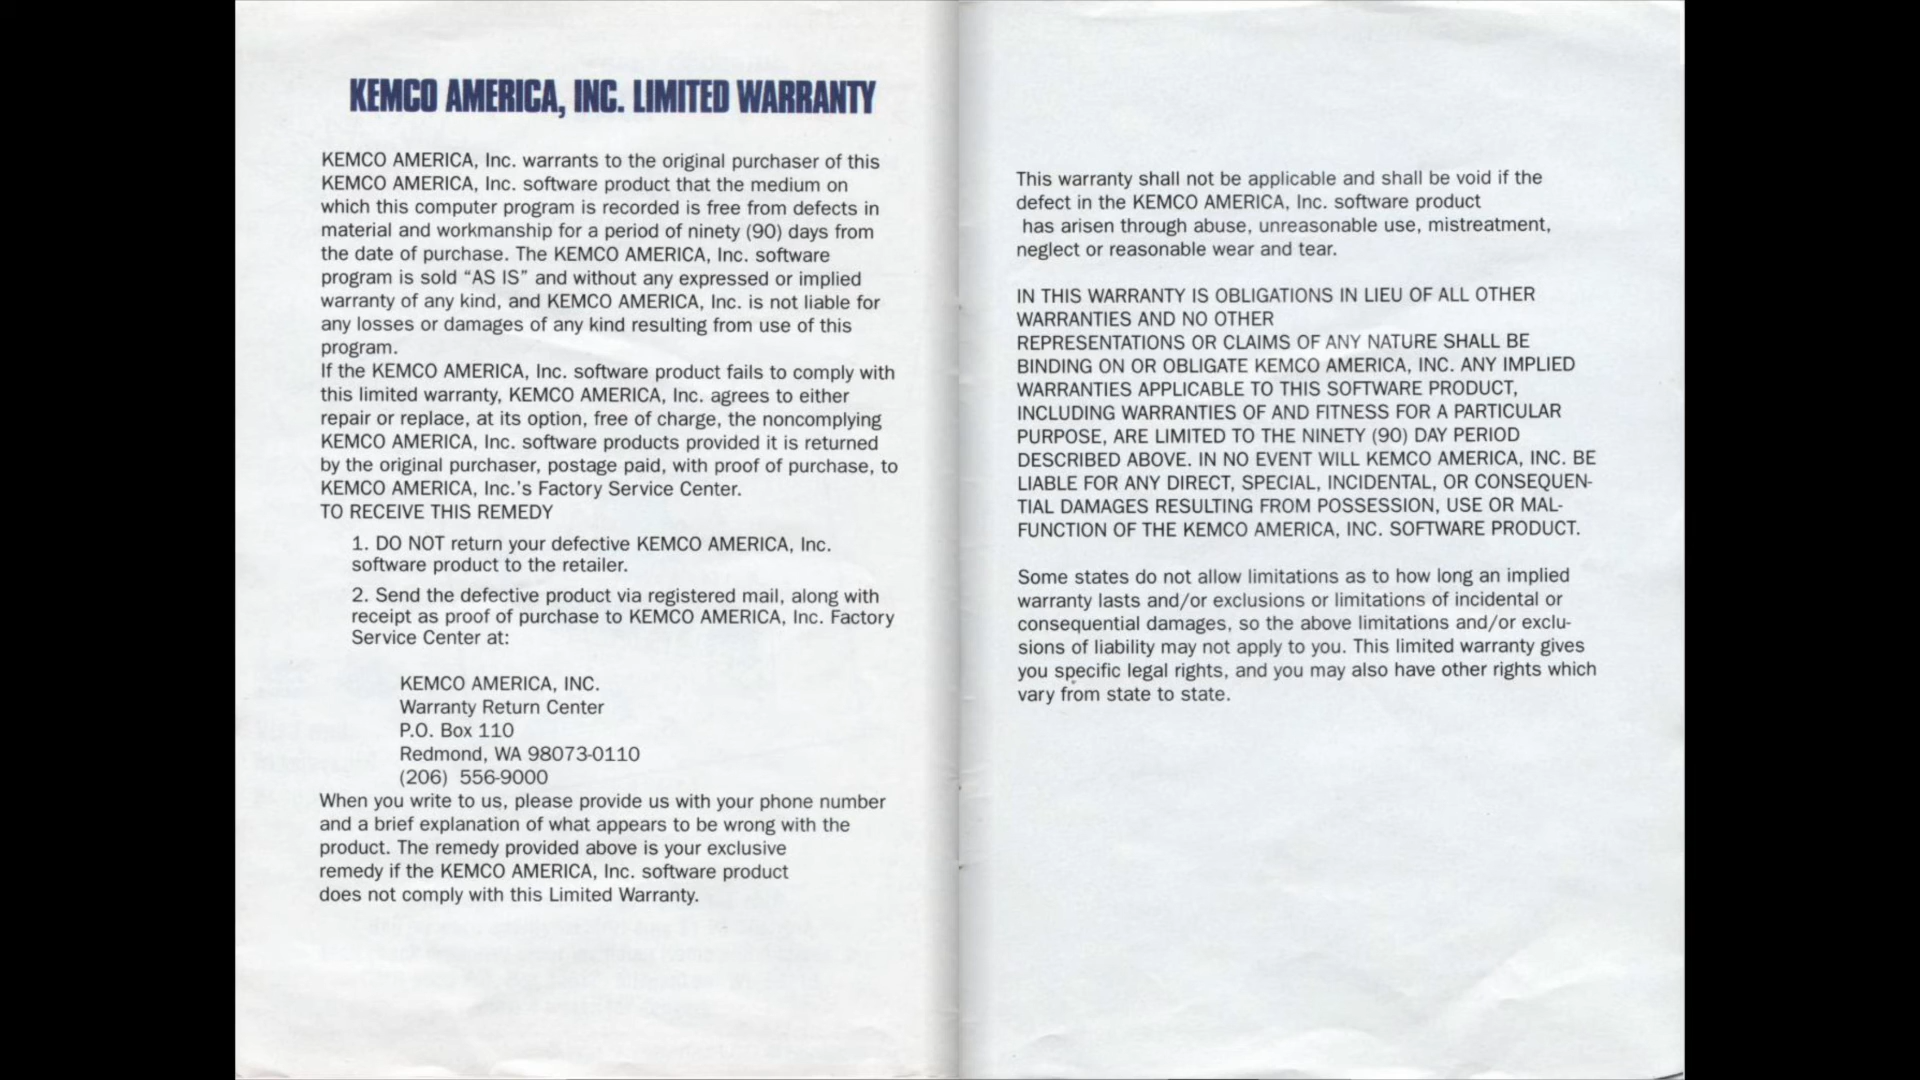 KEMCO AMERICA, INC. LIMITED WARRANTY
KEMCO AMERICA, Inc. warrants to the original purchaser of this
KEMCO AMERICA, Inc. software product that the medium on
which this computer program is recorded is free from defects in
material and workmanship for a period of ninety (90) days from
the date of purchase. The KEMCO AMERICA, Inc. software
program is sold “AS IS” and without any expressed or implied
warranty of any kind, and KEMCO AMERICA, Inc. is not liable for
any losses or damages of any kind resulting from use of this
program.
If the KEMCO AMERICA, Inc. software product fails to comply with
this limited warranty, KEMCO AMERICA, Inc. agrees to either
repair or replace, at its option, free of charge, the noncomplying
KEMCO AMERICA, Inc. software products provided it is returned
by the original purchaser, postage paid, with proof of purchase, to
KEMCO AMERICA, Inc.'s Factory Service Center.
TO RECEIVE THIS REMEDY
1. DO NOT return your defective KEMCO AMERICA, Inc.
software product to the retailer.
2. Send the defective product via registered mail, along with
receipt as proof of purchase to KEMCO AMERICA, Inc. Factory
Service Center at:
KEMCO AMERICA, INC.
Warranty Return Center
P.O. Box 110
Redmond, WA 98073-0110
(206) 556-9000
When you write to us, please provide us with your phone number
and a brief explanation of what appears to be wrong with the
product. The remedy provided above is your exclusive
remedy if the KEMCO AMERICA, Inc. software product
does not comply with this Limited Warranty.
This warranty shall not be applicable and shall be void if the
defect in the KEMCO AMERICA, Inc. software product
has arisen through abuse, unreasonable use, mistreatment,
neglect or reasonable wear and tear.
IN THIS WARRANTY IS OBLIGATIONS IN LIEU OF ALL OTHER
WARRANTIES AND NO OTHER
REPRESENTATIONS OR CLAIMS OF ANY NATURE SHALL BE
BINDING ON OR OBLIGATE KEMCO AMERICA, INC. ANY IMPLIED
WARRANTIES APPLICABLE TO THIS SOFTWARE PRODUCT,
INCLUDING WARRANTIES OF AND FITNESS FOR A PARTICULAR
PURPOSE, ARE LIMITED TO THE NINETY (90) DAY PERIOD
DESCRIBED ABOVE. IN NO EVENT WILL KEMCO AMERICA, INC. BE
LIABLE FOR ANY DIRECT, SPECIAL, INCIDENTAL, OR CONSEQUEN-
TIAL DAMAGES RESULTING FROM POSSESSION, USE OR MAL-
FUNCTION OF THE KEMCO AMERICA, INC. SOFTWARE PRODUCT.
Some states do not allow limitations as to how long an implied
warranty lasts and/or exclusions or limitations of incidental or
consequential damages, so the above limitations and/or exclu-
sions of liability may not apply to you. This limited warranty gives
you specific legal rights, and you may also have other rights which
vary from state to state.